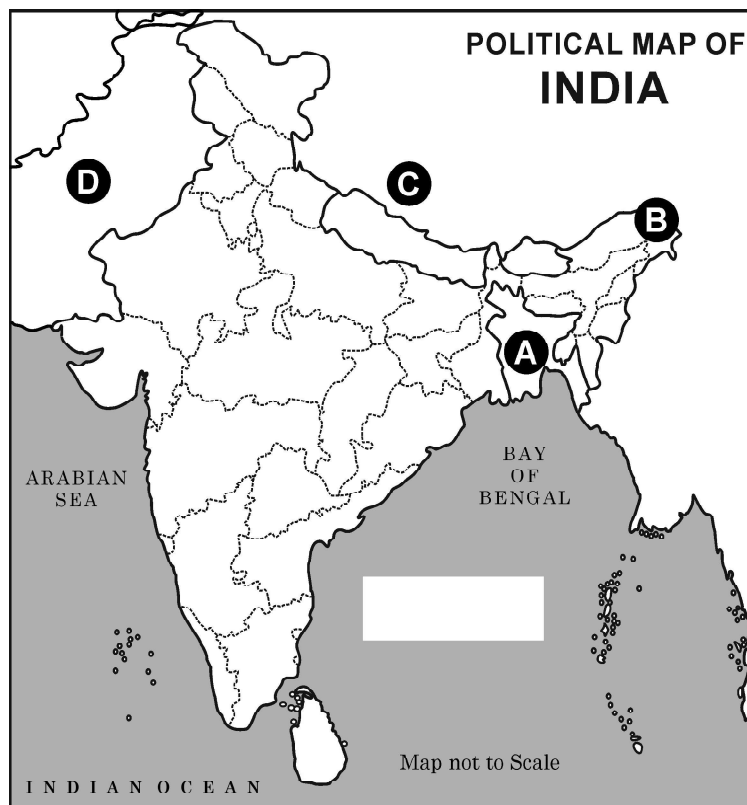 POLITICAL MAP OF
INDIA
D
C
B
A
ARABIAN
SEA
BAY
OF
BENGAL
Map not to Scale
INDIAN OCEAN